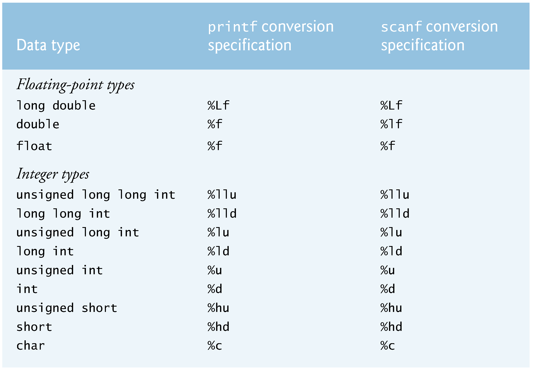 Data type printf conversion specification scanf conversion specification
Floating-point types
long double %Lf %Lf
double %f %lf
float %f %f
Integer types
unsigned long long int %llu %llu
long long int %lld %lld
unsigned long int %lu %lu
long int %ld %ld
unsigned int %u %u
int %d %d
unsigned short %hu %hu
short %hd %hd
char %c %c